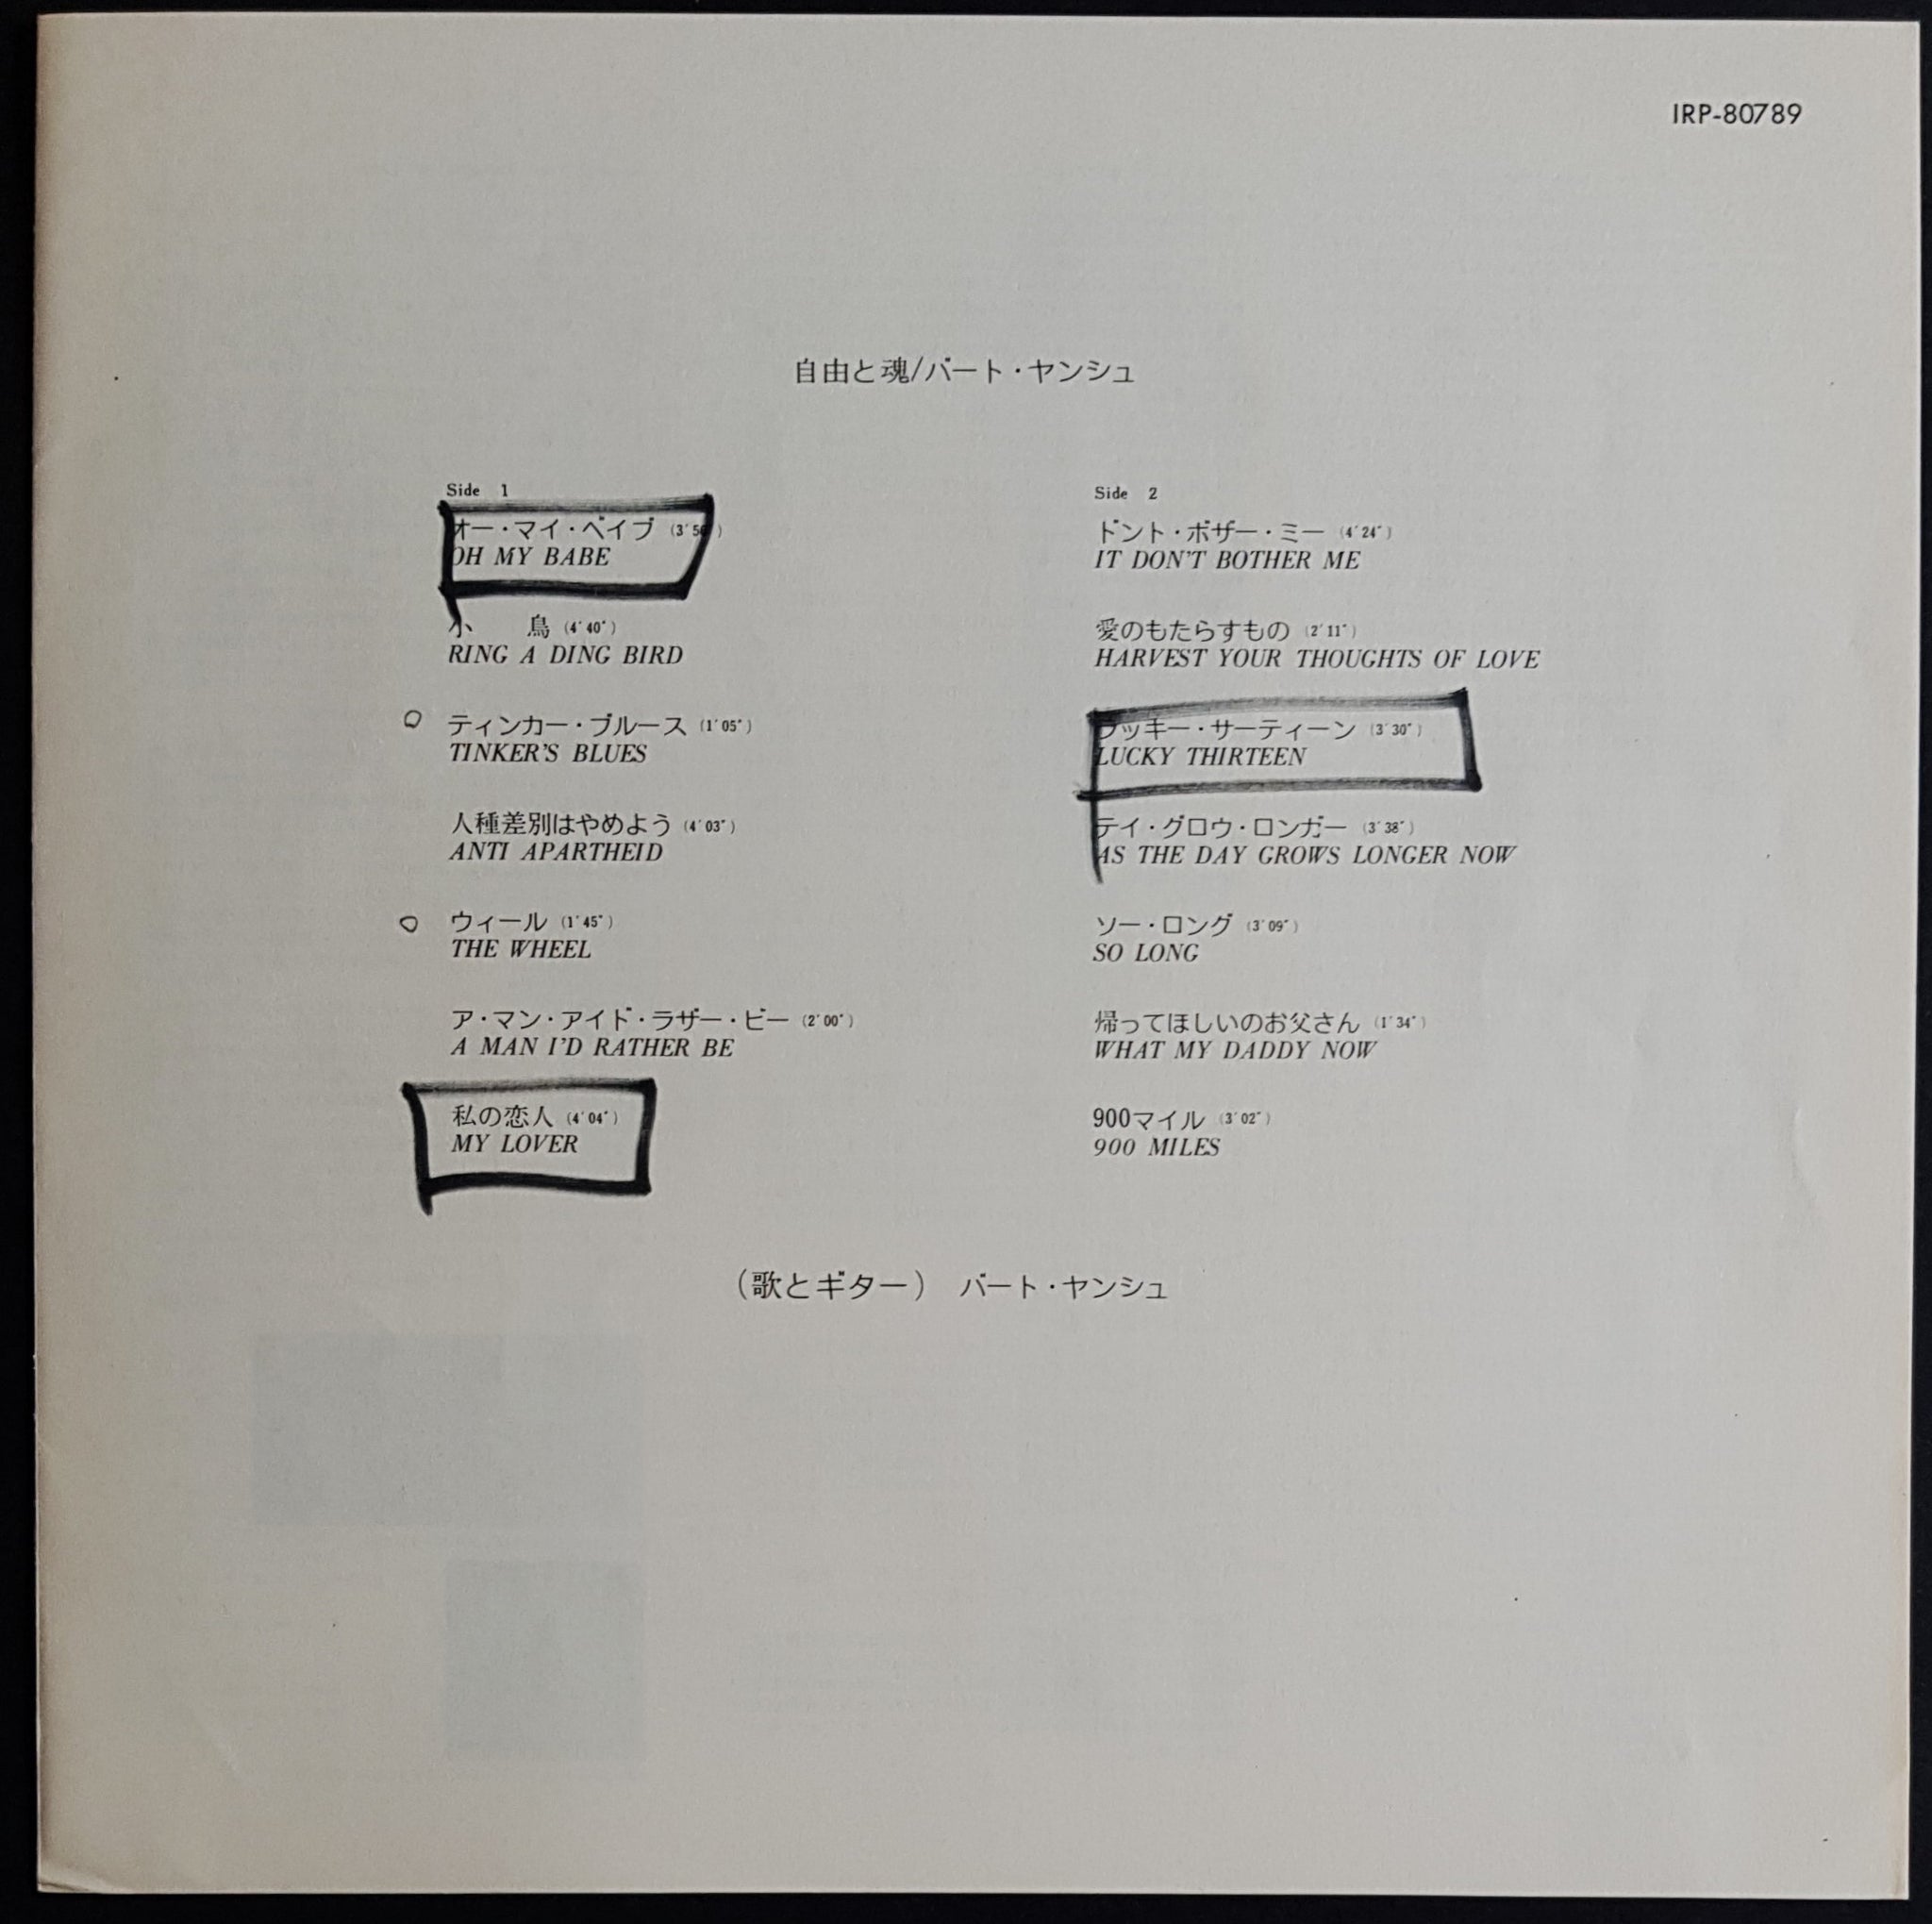 IRP-80789
自由と魂/バート・ヤンシュ
Side 1
オー・マイ・ベイブ
OH MY BABE
小 鳥 (4′40″)
RING A DING BIRD
ティンカー・ブルース (1′05″)
TINKER'S BLUES
人種差別はやめよう (4′03″)
ANTI APARTHEID
ウィール (1′45″)
THE WHEEL
ア・マン・アイド・ラザー・ビー (2′00″)
A MAN I'D RATHER BE
私の恋人 (4′04″)
MY LOVER
Side 2
ドント・ボザー・ミー (4′24″)
IT DON'T BOTHER ME
愛のもたらすもの (2′11″)
HARVEST YOUR THOUGHTS OF LOVE
ラッキー・サーティーン (3′30″)
LUCKY THIRTEEN
デイ・グロウ・ロンガー (3′38″)
AS THE DAY GROWS LONGER NOW
ソー・ロング (3′09″)
SO LONG
帰ってほしいのお父さん (1′34″)
WHAT MY DADDY NOW
900マイル (3′02″)
900 MILES
(歌とギター) バート・ヤンシュ